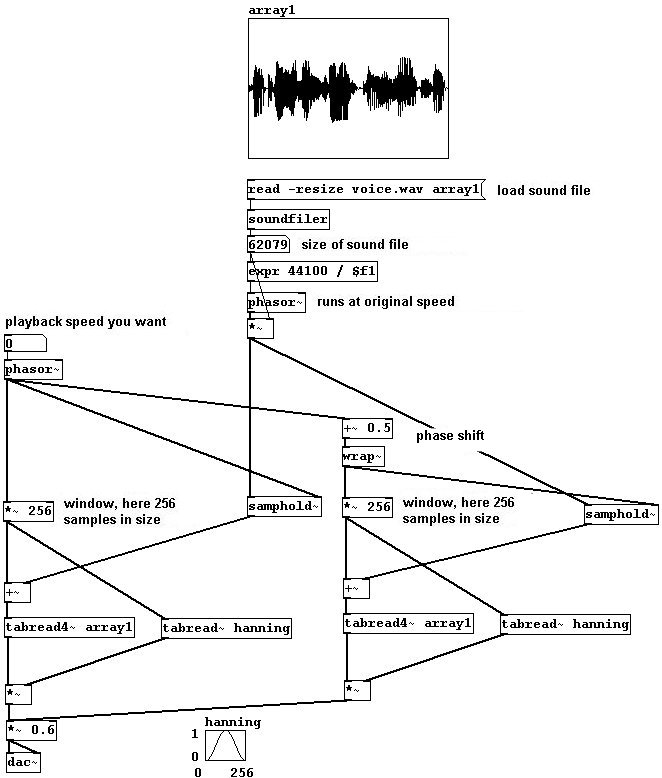 array1
read -resize voice.wav array1
load sound file
soundfiler
62079
size of sound file
expr 44100 / $f1
phasor~
runs at original speed
*~
playback speed you want
0
phasor~
+~ 0.5
phase shift
wrap~
*~ 256
window, here 256
samples in size
samphold~
*~ 256
window, here 256
samples in size
samphold~
+~
+~
tabread4~ array1
tabread~ hanning
tabread4~ array1
tabread~ hanning
*~
*~
*~ 0.6
dac~
hanning
1
0
0
256